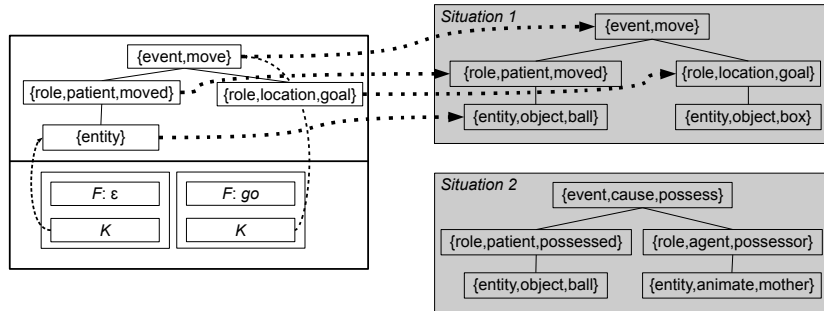 {event,move}
{role,patient,moved}
{role,location,goal}
{entity}
F: ε
F: go
K
K
Situation 1
{event,move}
{role,patient,moved}
{role,location,goal}
{entity,object,ball}
{entity,object,box}
Situation 2
{event,cause,possess}
{role,patient,possessed}
{role,agent,possessor}
{entity,object,ball}
{entity,animate,mother}